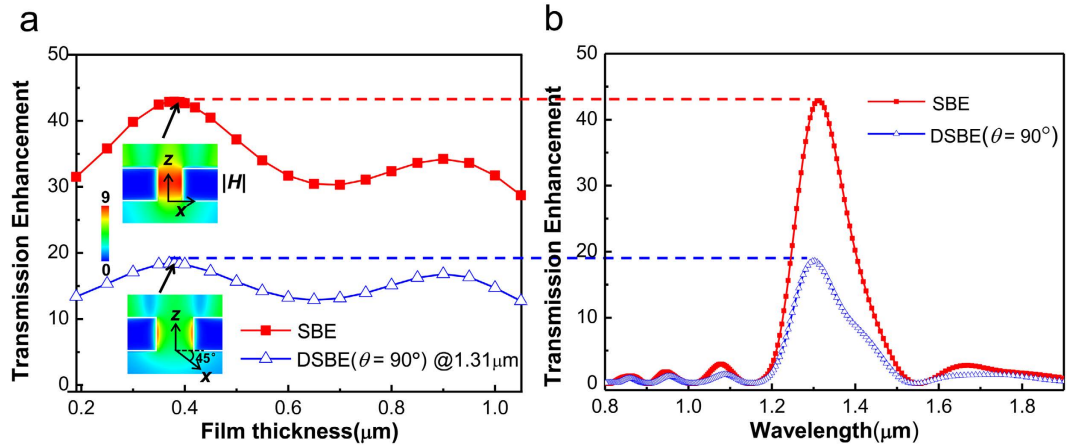 a
Transmission Enhancement
50
40
30
20
10
0
0.2
0.4
0.6
0.8
1.0
Film thickness(μm)
z
x
|H|
9
0
z
45°
x
SBE
DSBE(θ = 90°) @1.31μm
b
Transmission Enhancement
50
40
30
20
10
0
0.8
1.0
1.2
1.4
1.6
1.8
Wavelength(μm)
SBE
DSBE(θ = 90°)